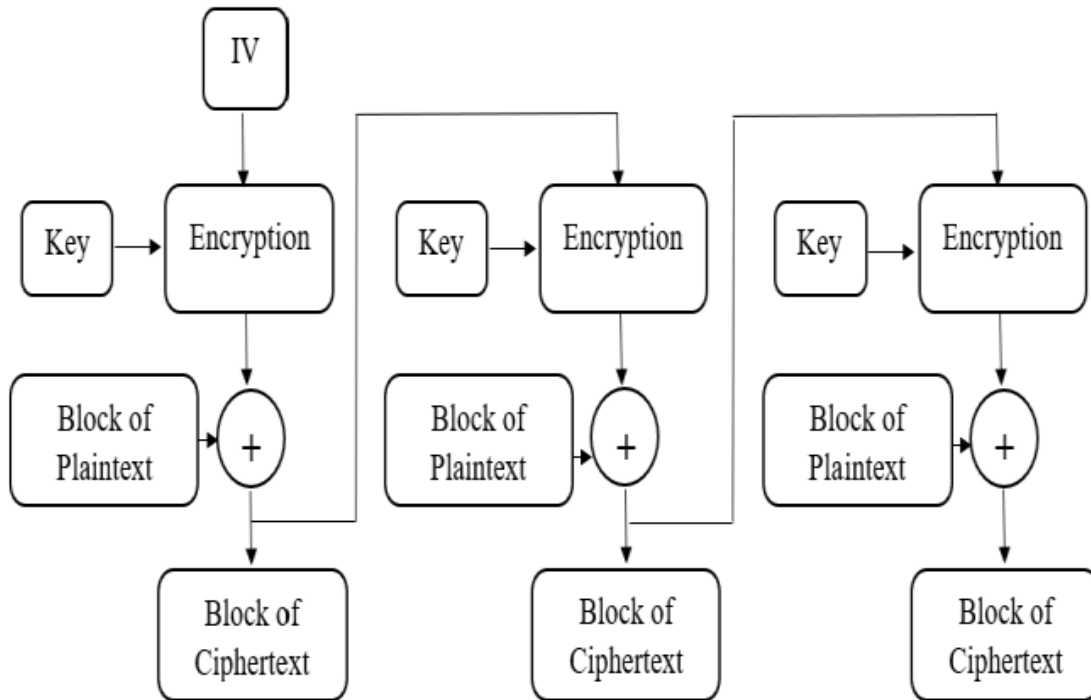 IV
Key
Encryption
Key
Encryption
Key
Encryption
Block of
Plaintext
+
Block of
Plaintext
+
Block of
Plaintext
+
Block of
Ciphertext
Block of
Ciphertext
Block of
Ciphertext